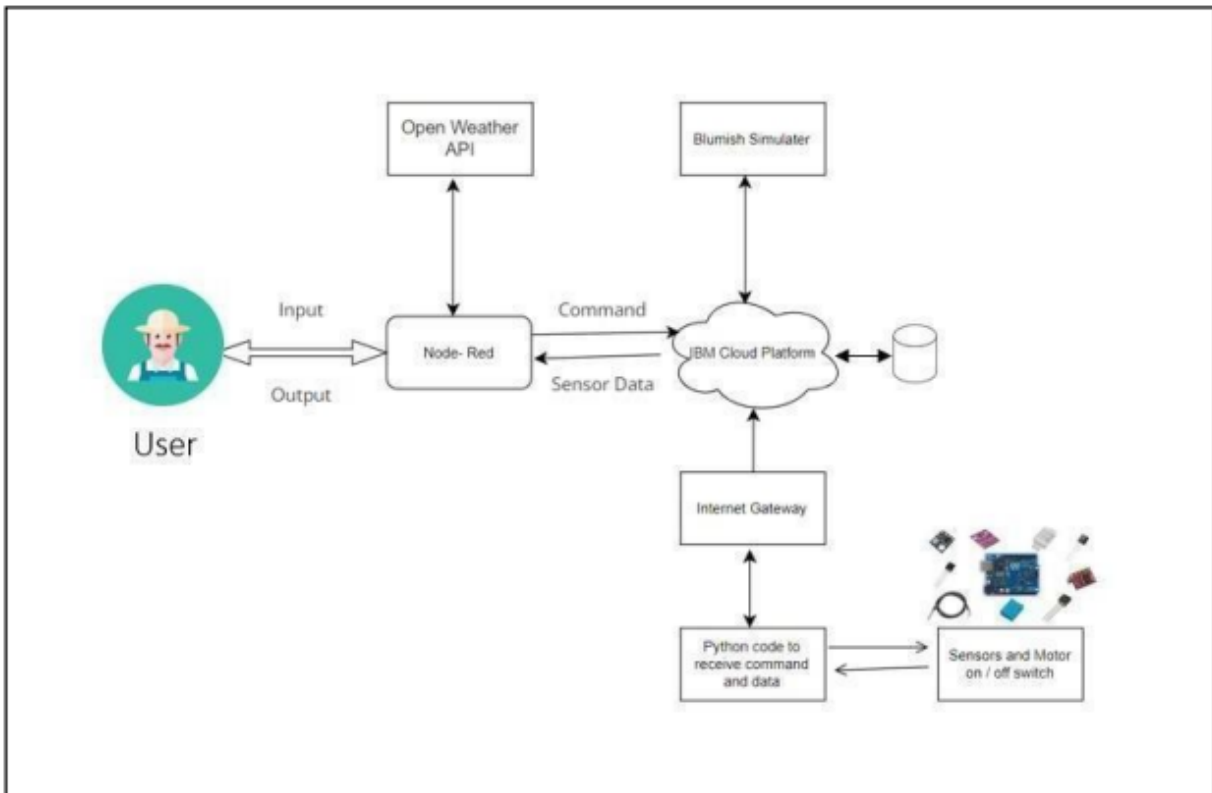 Open Weather
API
Blumish Simulater
Input
Command
Node- Red
IBM Cloud Platform
Output
Sensor Data
User
Internet Gateway
Python code to
receive command
and data
Sensors and Motor
on / off switch